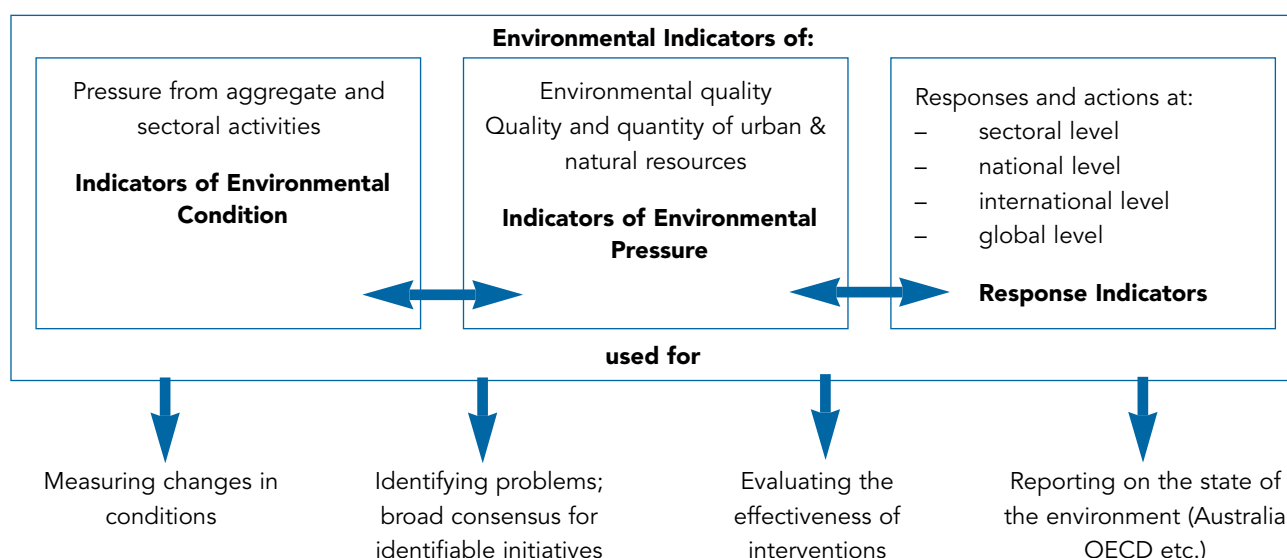 Environmental Indicators of:
Pressure from aggregate and
sectoral activities
Indicators of Environmental
Condition
Environmental quality
Quality and quantity of urban &
natural resources
Indicators of Environmental
Pressure
Responses and actions at:
– sectoral level
– national level
– international level
– global level
Response Indicators
used for
Measuring changes in
conditions
Identifying problems;
broad consensus for
identifiable initiatives
Evaluating the
effectiveness of
interventions
Reporting on the state of
the environment (Australia
OECD etc.)